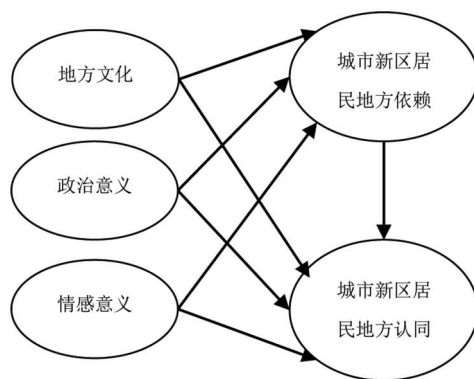 地方文化
城市新区居
民地方依赖
政治意义
情感意义
城市新区居
民地方认同